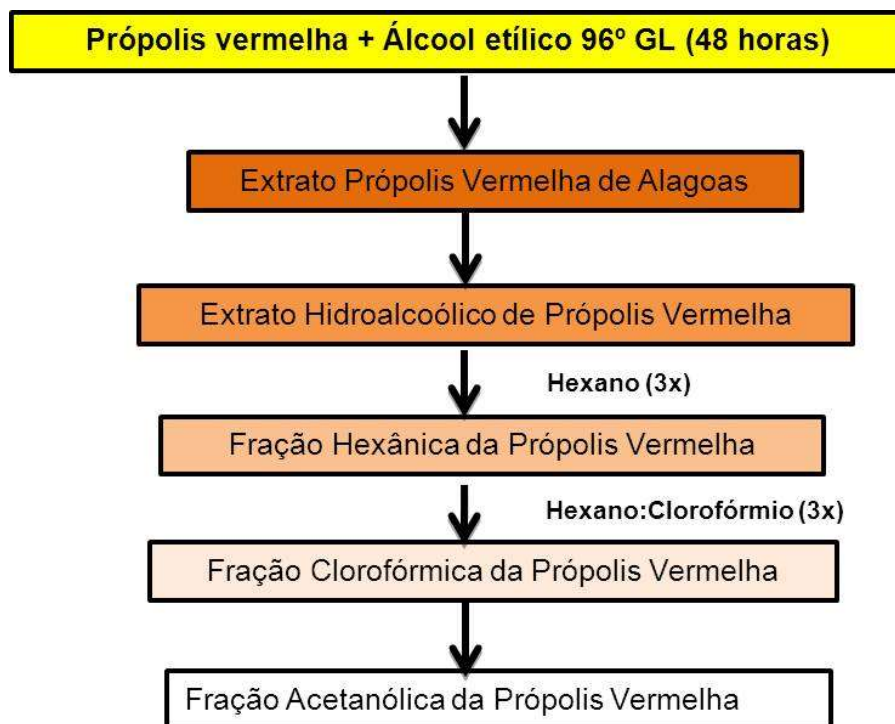 Própolis vermelha + Álcool etílico 96º GL (48 horas)
Extrato Própolis Vermelha de Alagoas
Extrato Hidroalcoólico de Própolis Vermelha
Hexano (3x)
Fração Hexânica da Própolis Vermelha
Hexano:Clorofórmio (3x)
Fração Clorofórmica da Própolis Vermelha
Fração Acetanólica da Própolis Vermelha